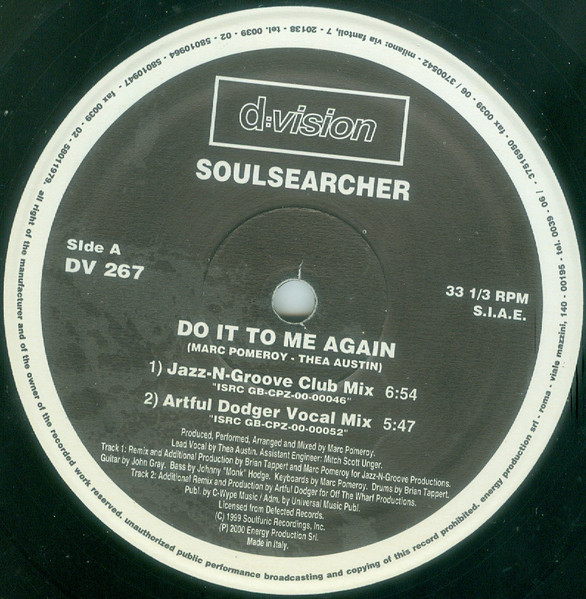 d:vision
SOULSEARCHER
Side A
DV 267
33 1/3 RPM
S.I.A.E.
DO IT TO ME AGAIN
(MARC POMEROY - THEA AUSTIN)
1) Jazz-N-Groove Club Mix 6:54
"ISRC GB-CPZ-00-00046"
2) Artful Dodger Vocal Mix 5:47
"ISRC GB-CPZ-00-00052"
Produced, Performed, Arranged and Mixed by Marc Pomeroy.
Lead Vocal by Thea Austin. Assistent Engineer: Mitch Scott Unger.
Track 1: Remix and Additional Production by Brian Tappert and Marc Pomeroy for Jazz-N-Groove Productions.
Guitar by John Gray. Bass by Johnny "Monk" Hodge. Keyboards by Marc Pomeroy. Drums by Brian Tappert.
Track 2: Additional Remix and Production by Artful Dodger for Off The Wharf Productions.
Publ. by C-Wype Music / Adm. by Universal Music Publ.
Licensed from Defected Records.
(C) 1999 Soulfuric Recordings, Inc.
(P) 2000 Energy Production Srl.
Made in Italy.
all right of the manufacturer and of the owner of the recorded work reserved. unauthorized public performance broadcasting and copying of this record prohibited. energy production srl - roma - viale mazzini, 140 - 00195 - tel. 0039 - 06 / 37516950 - fax 0039 - 06 / 3700542 - milano: via fantoli, 7 - 20138 - tel. 0039 - 02 - 58010964 - 58010947 - fax 0039 - 02 - 58011979.